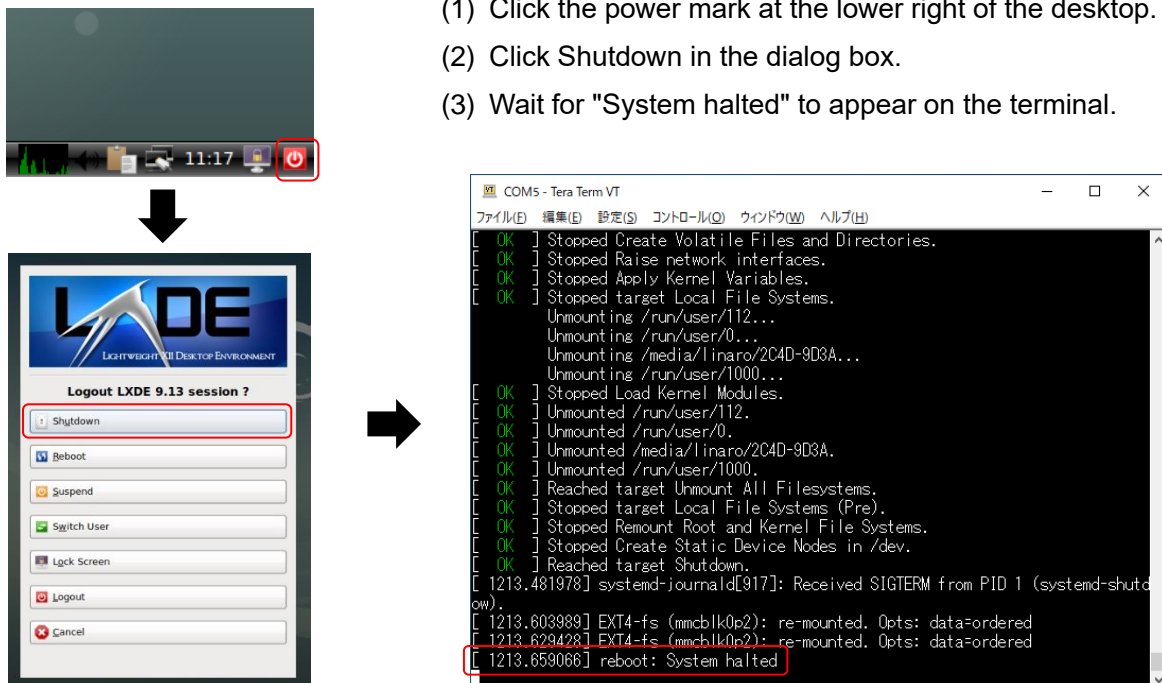 (1) Click the power mark at the lower right of the desktop.
(2) Click Shutdown in the dialog box.
(3) Wait for "System halted" to appear on the terminal.
11:17
LXDE
LIGHTWEIGHT X11 DESKTOP ENVIRONMENT
Logout LXDE 9.13 session ?
Shutdown
Reboot
Suspend
Switch User
Lock Screen
Logout
Cancel
VT COM5 - Tera Term VT
ファイル(F) 編集(E) 設定(S) コントロール(O) ウィンドウ(W) ヘルプ(H)
[ OK ] Stopped Create Volatile Files and Directories.
[ OK ] Stopped Raise network interfaces.
[ OK ] Stopped Apply Kernel Variables.
[ OK ] Stopped target Local File Systems.
Unmounting /run/user/112...
Unmounting /run/user/0...
Unmounting /media/linaro/2C4D-9D3A...
Unmounting /run/user/1000...
[ OK ] Stopped Load Kernel Modules.
[ OK ] Unmounted /run/user/112.
[ OK ] Unmounted /run/user/0.
[ OK ] Unmounted /media/linaro/2C4D-9D3A.
[ OK ] Unmounted /run/user/1000.
[ OK ] Reached target Unmount All Filesystems.
[ OK ] Stopped target Local File Systems (Pre).
[ OK ] Stopped Remount Root and Kernel File Systems.
[ OK ] Stopped Create Static Device Nodes in /dev.
[ OK ] Reached target Shutdown.
[ 1213.481978] systemd-journald[917]: Received SIGTERM from PID 1 (systemd-shutd
ow).
[ 1213.603989] EXT4-fs (mmcblk0p2): re-mounted. Opts: data=ordered
[ 1213.629428] EXT4-fs (mmcblk0p2): re-mounted. Opts: data=ordered
[ 1213.659066] reboot: System halted